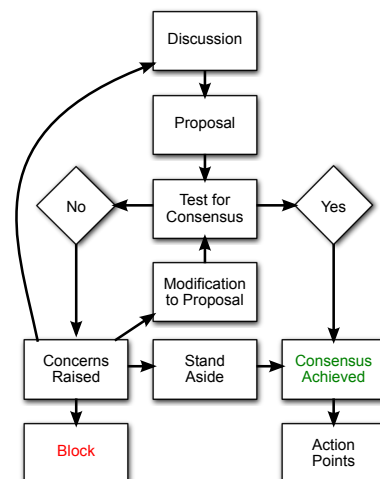 Discussion
Proposal
No
Test for
Consensus
Yes
Modification
to Proposal
Concerns
Raised
Stand
Aside
Consensus
Achieved
Block
Action
Points